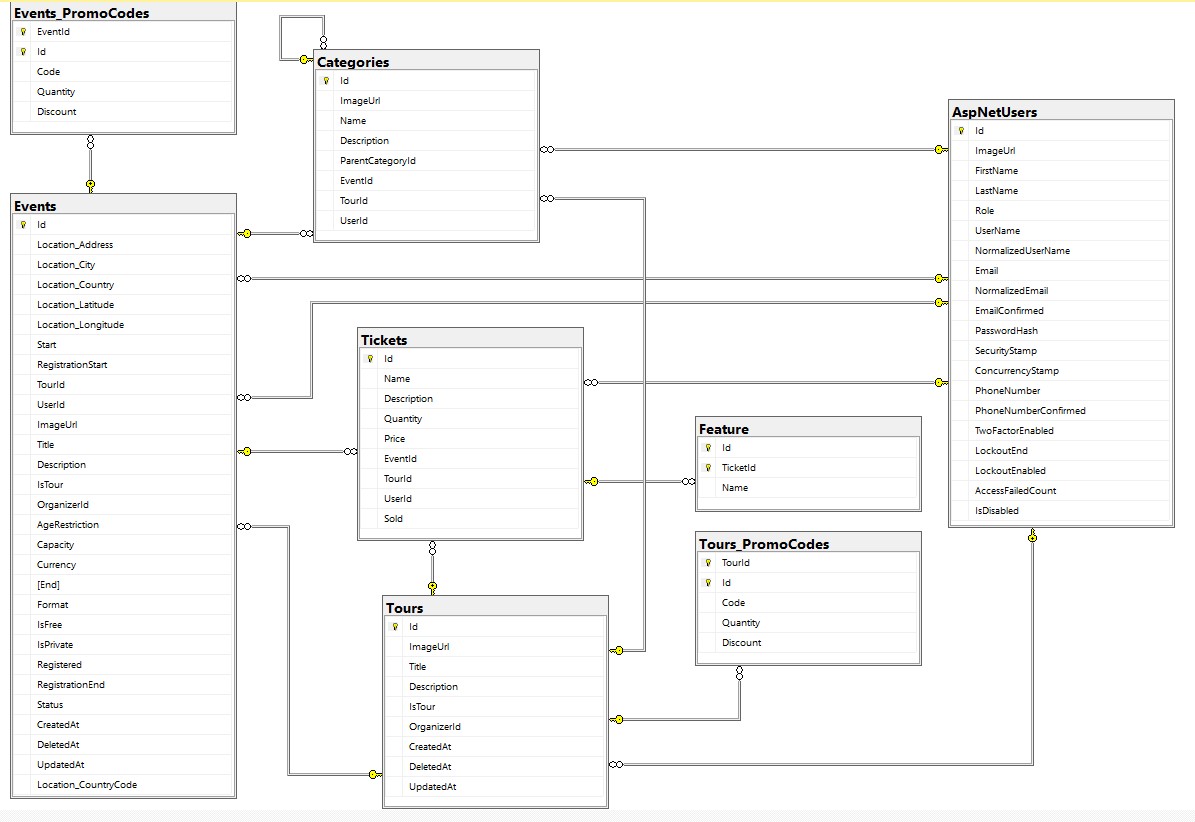 Events_PromoCodes
EventId
Id
Code
Quantity
Discount
Categories
Id
ImageUrl
Name
Description
ParentCategoryId
EventId
TourId
UserId
AspNetUsers
Id
ImageUrl
FirstName
LastName
Role
UserName
NormalizedUserName
Email
NormalizedEmail
EmailConfirmed
PasswordHash
SecurityStamp
ConcurrencyStamp
PhoneNumber
PhoneNumberConfirmed
TwoFactorEnabled
LockoutEnd
LockoutEnabled
AccessFailedCount
IsDisabled
Events
Id
Location_Address
Location_City
Location_Country
Location_Latitude
Location_Longitude
Start
RegistrationStart
TourId
UserId
ImageUrl
Title
Description
IsTour
OrganizerId
AgeRestriction
Capacity
Currency
[End]
Format
IsFree
IsPrivate
Registered
RegistrationEnd
Status
CreatedAt
DeletedAt
UpdatedAt
Location_CountryCode
Tickets
Id
Name
Description
Quantity
Price
EventId
TourId
UserId
Sold
Feature
Id
TicketId
Name
Tours_PromoCodes
TourId
Id
Code
Quantity
Discount
Tours
Id
ImageUrl
Title
Description
IsTour
OrganizerId
CreatedAt
DeletedAt
UpdatedAt